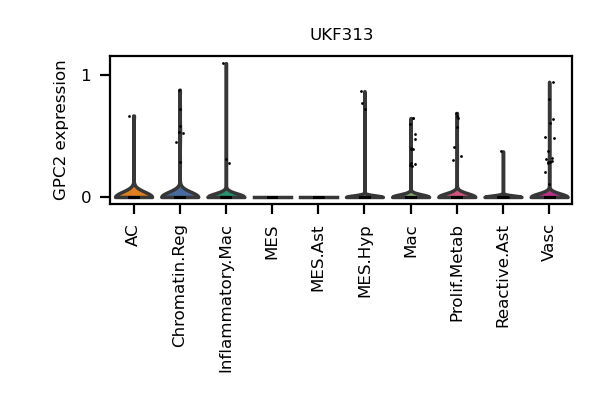 UKF313
GPC2 expression
1
0
AC
Chromatin.Reg
Inflammatory.Mac
MES
MES.Ast
MES.Hyp
Mac
Prolif.Metab
Reactive.Ast
Vasc